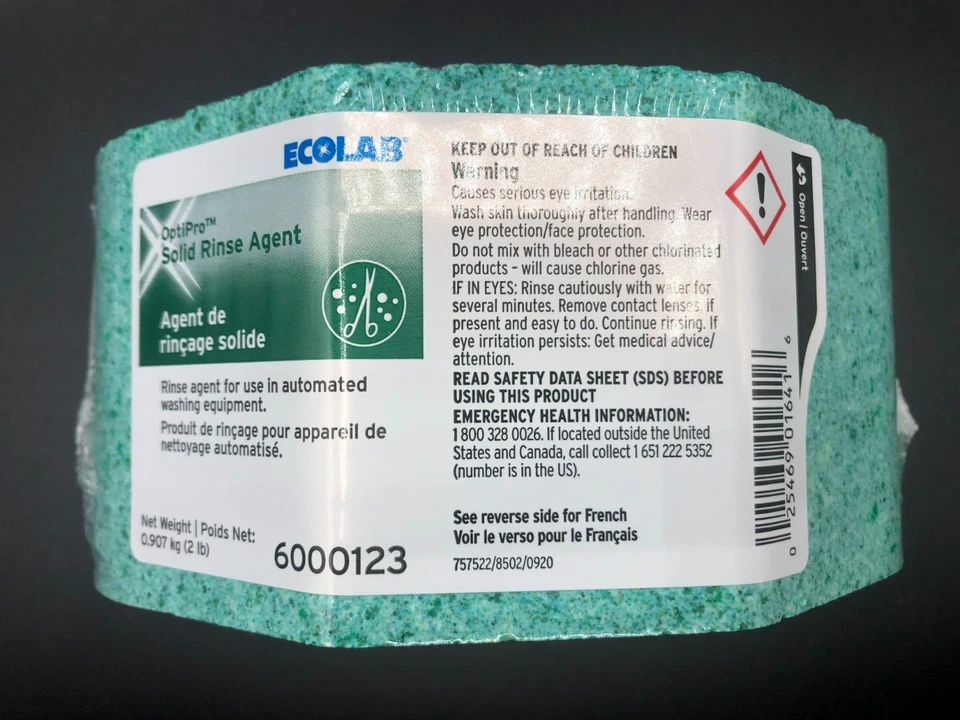 ECOLAB®
OptiPro™
Solid Rinse Agent
Agent de
rinçage solide
Rinse agent for use in automated
washing equipment.
Produit de rinçage pour appareil de
nettoyage automatisé.
Net Weight | Poids Net:
0.907 kg (2 lb)
6000123
KEEP OUT OF REACH OF CHILDREN
Warning
Causes serious eye irritation.
Wash skin thoroughly after handling. Wear
eye protection/face protection.
Do not mix with bleach or other chlorinated
products - will cause chlorine gas.
IF IN EYES: Rinse cautiously with water for
several minutes. Remove contact lenses, if
present and easy to do. Continue rinsing. If
eye irritation persists: Get medical advice/
attention.
READ SAFETY DATA SHEET (SDS) BEFORE
USING THIS PRODUCT
EMERGENCY HEALTH INFORMATION:
1 800 328 0026. If located outside the United
States and Canada, call collect 1 651 222 5352
(number is in the US).
See reverse side for French
Voir le verso pour le Français
757522/8502/0920
Open | Ouvert
0 25469 01641 6